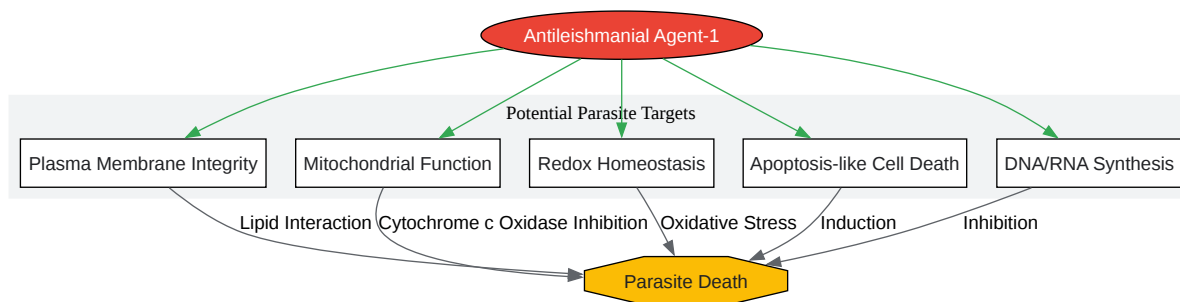 Antileishmanial Agent-1
Potential Parasite Targets
Plasma Membrane Integrity
Mitochondrial Function
Redox Homeostasis
Apoptosis-like Cell Death
DNA/RNA Synthesis
Lipid Interaction
Cytochrome c Oxidase Inhibition
Oxidative Stress
Induction
Inhibition
Parasite Death